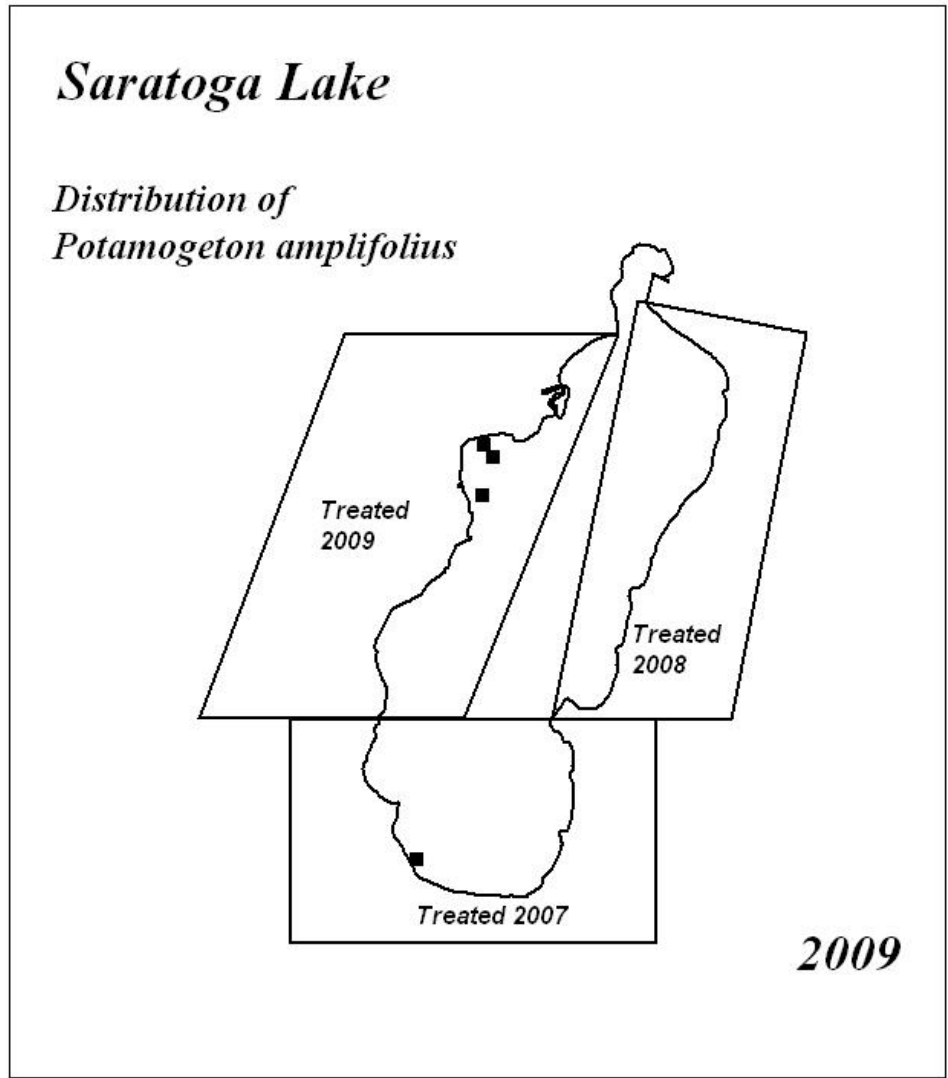 Saratoga Lake
Distribution of
Potamogeton amplifolius
Treated
2009
Treated
2008
Treated 2007
2009